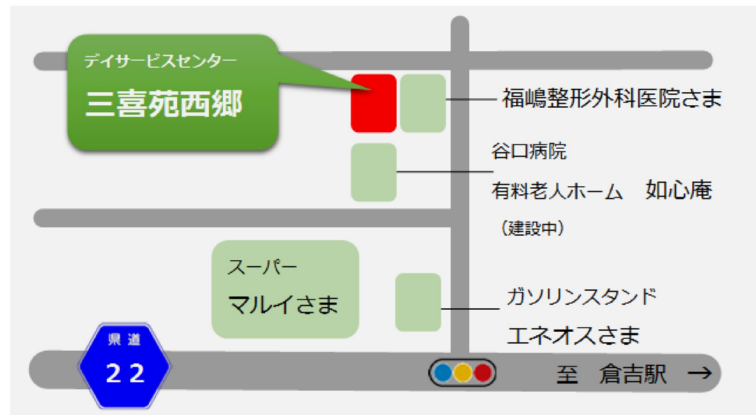 デイサービスセンター
三喜苑西郷
福嶋整形外科医院さま
谷口病院
有料老人ホーム　如心庵
（建設中）
スーパー
マルイさま
ガソリンスタンド
エネオスさま
県道
２２
至　倉吉駅　→